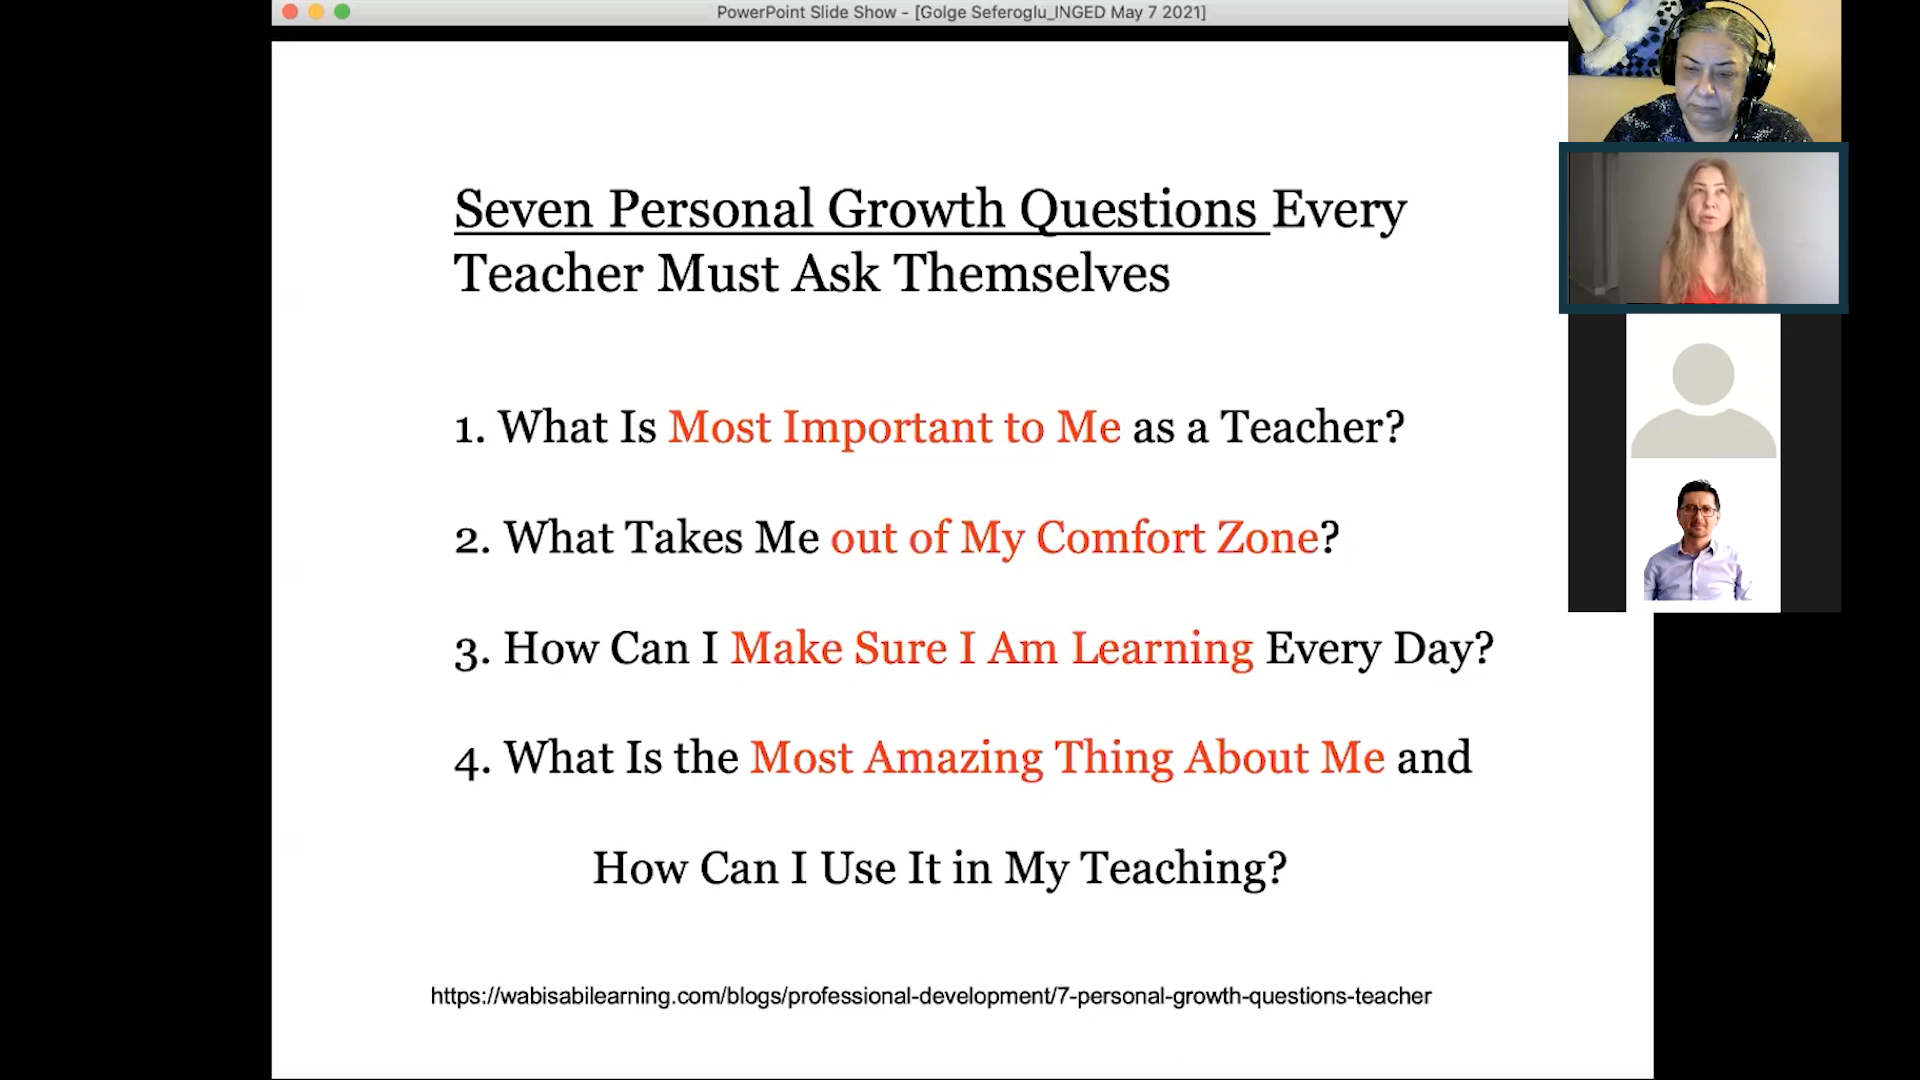 PowerPoint Slide Show - [Golge Seferoglu_INGED May 7 2021]
Seven Personal Growth Questions Every
Teacher Must Ask Themselves
1. What Is Most Important to Me as a Teacher?
2. What Takes Me out of My Comfort Zone?
3. How Can I Make Sure I Am Learning Every Day?
4. What Is the Most Amazing Thing About Me and
How Can I Use It in My Teaching?
https://wabisabilearning.com/blogs/professional-development/7-personal-growth-questions-teacher